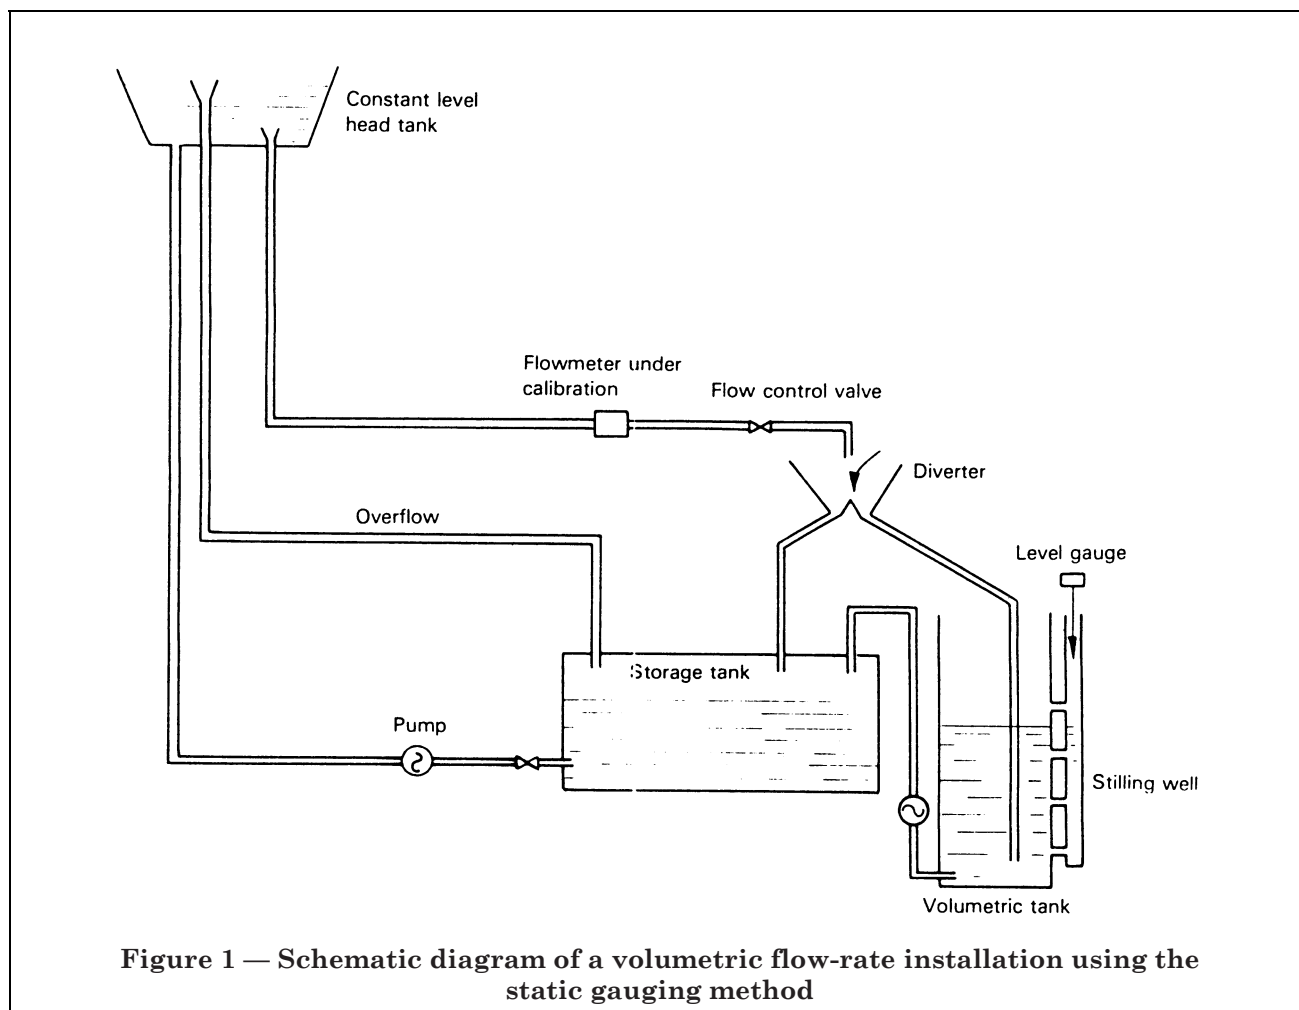 Constant level
head tank
Flowmeter under
calibration
Flow control valve
Diverter
Overflow
Level gauge
Storage tank
Pump
Stilling well
Volumetric tank
Figure 1 — Schematic diagram of a volumetric flow-rate installation using the
static gauging method